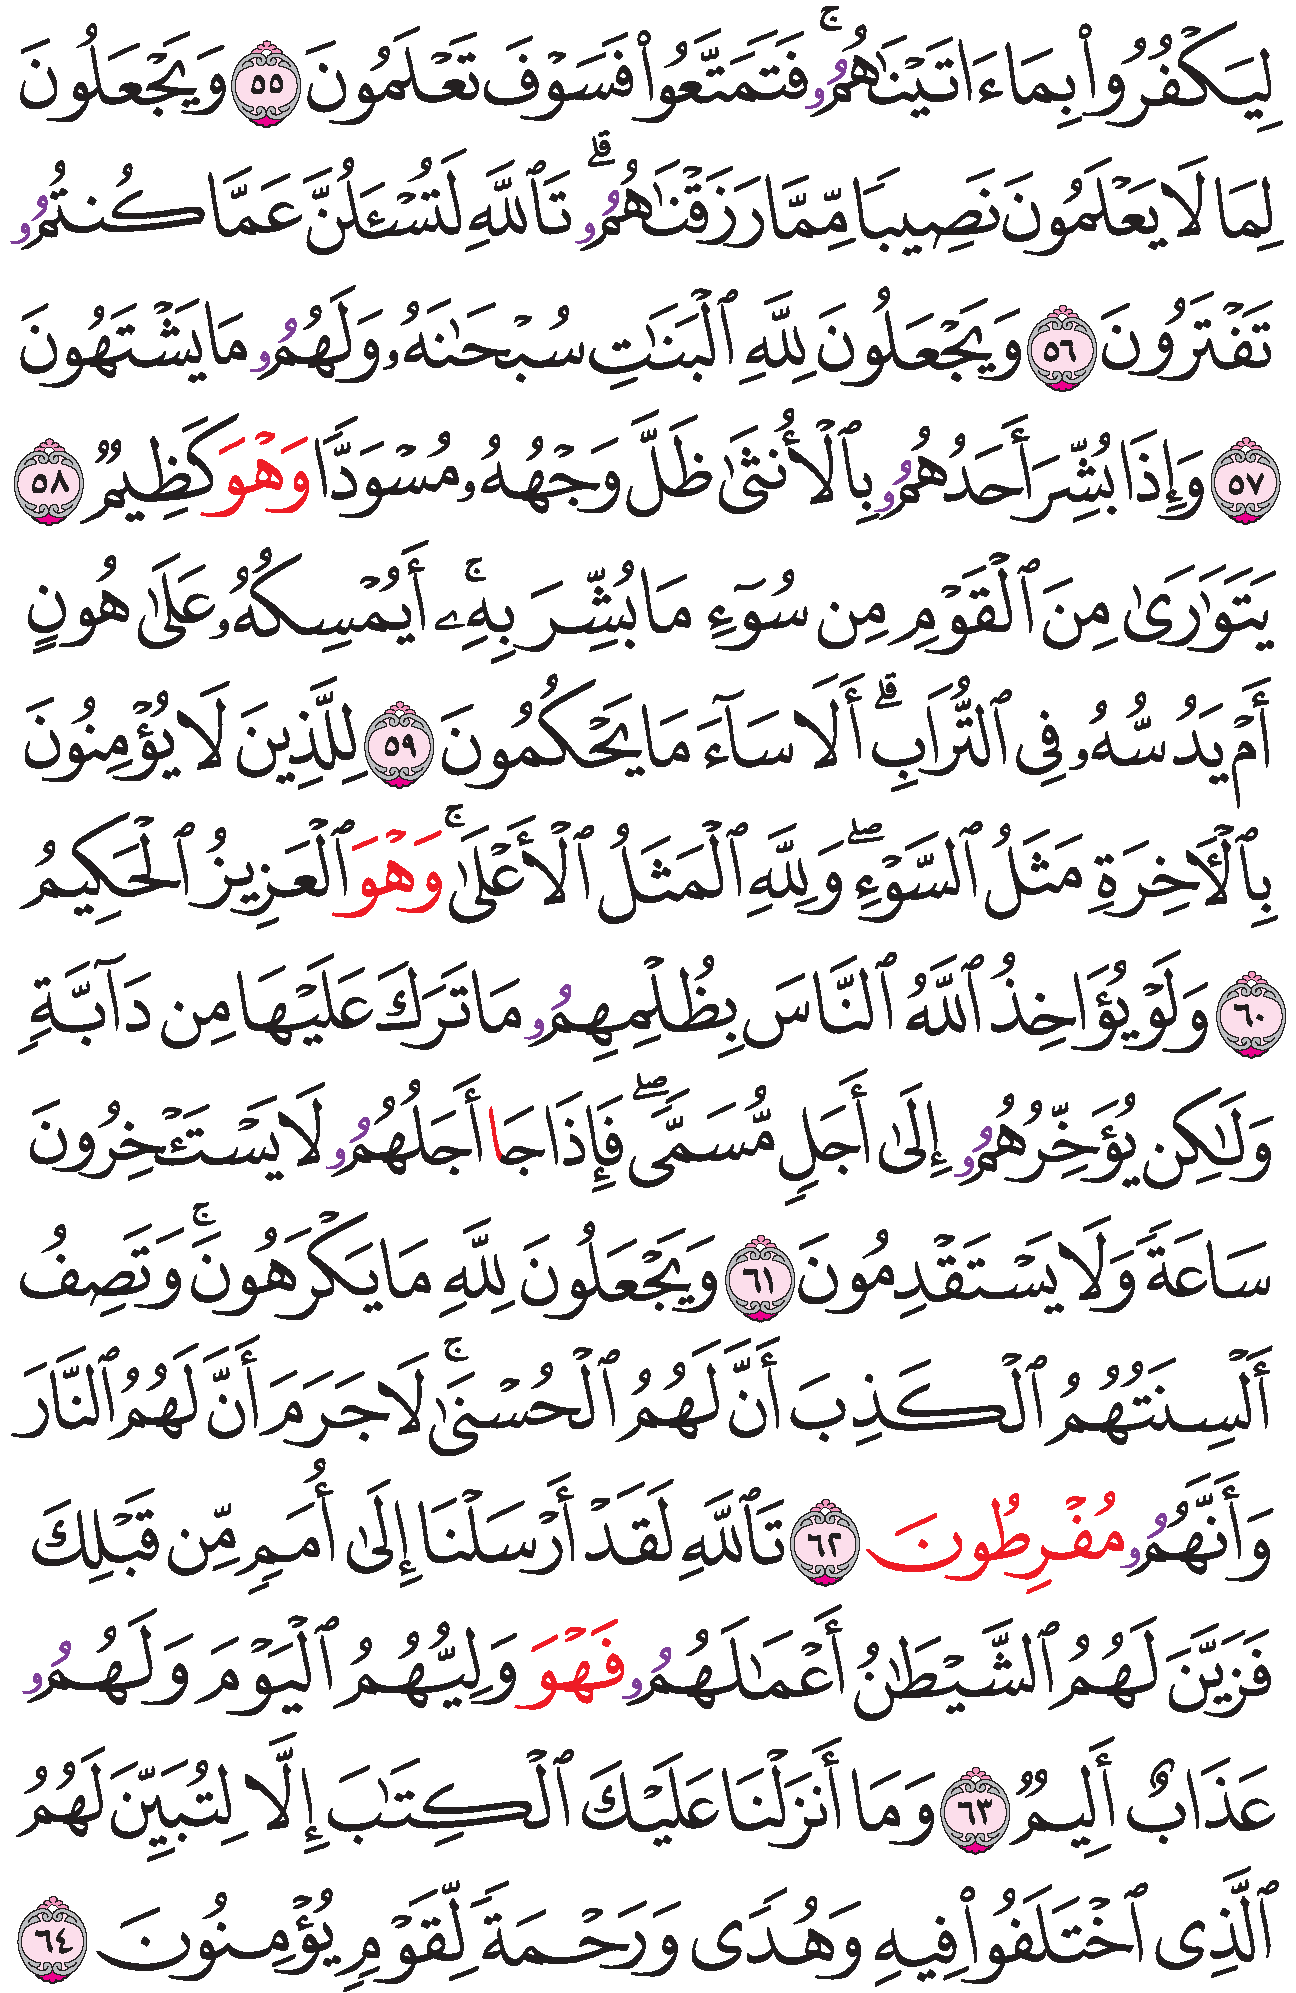 لِيَكْفُرُوا۟ بِمَا ءَاتَيْنَٰهُمُۥ ۚ فَتَمَتَّعُوا۟ فَسَوْفَ تَعْلَمُونَ ٥٥ وَيَجْعَلُونَ
لِمَا لَا يَعْلَمُونَ نَصِيبًا مِّمَّا رَزَقْنَٰهُمُۥ ۗ تَٱللَّهِ لَتُسْـَٔلُنَّ عَمَّا كُنتُمُۥ
تَفْتَرُونَ ٥٦ وَيَجْعَلُونَ لِلَّهِ ٱلْبَنَٰتِ سُبْحَٰنَهُۥ وَلَهُمُۥ مَا يَشْتَهُونَ
٥٧ وَإِذَا بُشِّرَ أَحَدُهُمُۥ بِٱلْأُنثَىٰ ظَلَّ وَجْهُهُۥ مُسْوَدًّا وَهْوَ كَظِيمٌ ٥٨
يَتَوَٰرَىٰ مِنَ ٱلْقَوْمِ مِن سُوٓءِ مَا بُشِّرَ بِهِۦٓ ۚ أَيُمْسِكُهُۥ عَلَىٰ هُونٍ
أَمْ يَدُسُّهُۥ فِى ٱلتُّرَابِ ۗ أَلَا سَآءَ مَا يَحْكُمُونَ ٥٩ لِلَّذِينَ لَا يُؤْمِنُونَ
بِٱلْـَٔاخِرَةِ مَثَلُ ٱلسَّوْءِ ۖ وَلِلَّهِ ٱلْمَثَلُ ٱلْأَعْلَىٰ ۚ وَهْوَ ٱلْعَزِيزُ ٱلْحَكِيمُ
٦٠ وَلَوْ يُؤَاخِذُ ٱللَّهُ ٱلنَّاسَ بِظُلْمِهِمُۥ مَا تَرَكَ عَلَيْهَا مِن دَآبَّةٍ
وَلَٰكِن يُؤَخِّرُهُمُۥ إِلَىٰ أَجَلٍ مُّسَمًّى ۖ فَإِذَا جَا أَجَلُهُمُۥ لَا يَسْتَـْٔخِرُونَ
سَاعَةً وَلَا يَسْتَقْدِمُونَ ٦١ وَيَجْعَلُونَ لِلَّهِ مَا يَكْرَهُونَ ۚ وَتَصِفُ
أَلْسِنَتُهُمُ ٱلْكَذِبَ أَنَّ لَهُمُ ٱلْحُسْنَىٰ ۚ لَا جَرَمَ أَنَّ لَهُمُ ٱلنَّارَ
وَأَنَّهُمُۥ مُفْرِطُونَ ٦٢ تَٱللَّهِ لَقَدْ أَرْسَلْنَا إِلَىٰ أُمَمٍ مِّن قَبْلِكَ
فَزَيَّنَ لَهُمُ ٱلشَّيْطَٰنُ أَعْمَٰلَهُمُۥ فَهْوَ وَلِيُّهُمُ ٱلْيَوْمَ وَلَهُمُۥ
عَذَابٌ أَلِيمٌ ٦٣ وَمَا أَنزَلْنَا عَلَيْكَ ٱلْكِتَٰبَ إِلَّا لِتُبَيِّنَ لَهُمُ
ٱلَّذِى ٱخْتَلَفُوا۟ فِيهِ وَهُدًى وَرَحْمَةً لِّقَوْمٍ يُؤْمِنُونَ ٦٤